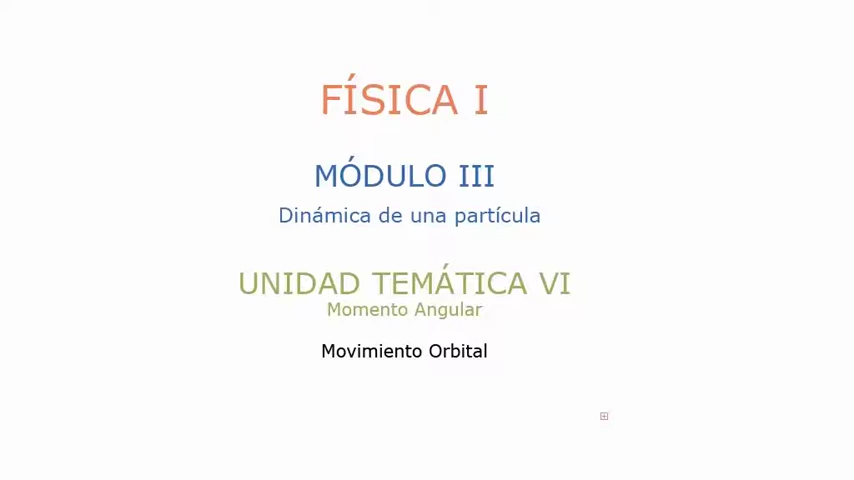 FÍSICA I
MÓDULO III
Dinámica de una partícula
UNIDAD TEMÁTICA VI
Momento Angular
Movimiento Orbital